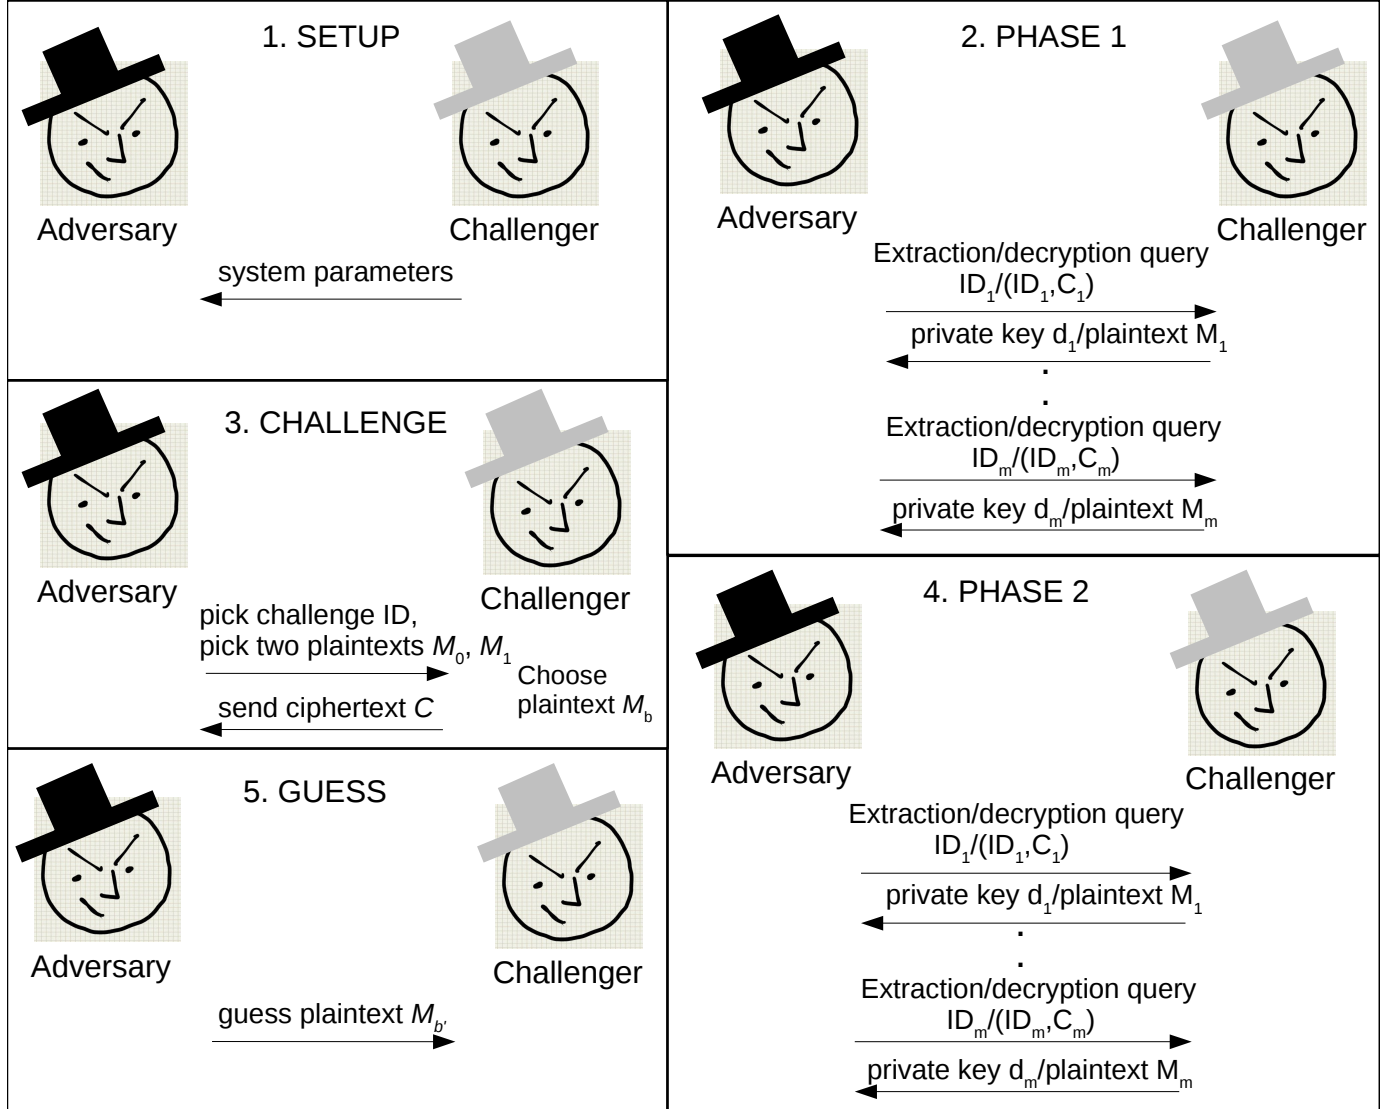 1. SETUP
Adversary
Challenger
system parameters
2. PHASE 1
Adversary
Challenger
Extraction/decryption query
ID₁/(ID₁,C₁)
private key d₁/plaintext M₁
.
.
Extraction/decryption query
IDₘ/(IDₘ,Cₘ)
private key dₘ/plaintext Mₘ
3. CHALLENGE
Adversary
Challenger
pick challenge ID,
pick two plaintexts M₀, M₁
Choose
plaintext M_b
send ciphertext C
4. PHASE 2
Adversary
Challenger
Extraction/decryption query
ID₁/(ID₁,C₁)
private key d₁/plaintext M₁
.
.
Extraction/decryption query
IDₘ/(IDₘ,Cₘ)
private key dₘ/plaintext Mₘ
5. GUESS
Adversary
Challenger
guess plaintext M_b'